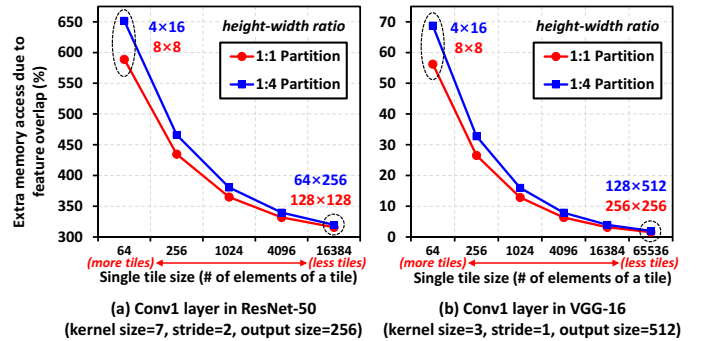 Extra memory access due to
feature overlap (%)
650
600
550
500
450
400
350
300
4×16
8×8
height-width ratio
1:1 Partition
1:4 Partition
64×256
128×128
64
256
1024
4096
16384
(more tiles)
(less tiles)
Single tile size (# of elements of a tile)
(a) Conv1 layer in ResNet-50
(kernel size=7, stride=2, output size=256)
70
60
50
40
30
20
10
0
4×16
8×8
height-width ratio
1:1 Partition
1:4 Partition
128×512
256×256
64
256
1024
4096
16384
65536
(more tiles)
(less tiles)
Single tile size (# of elements of a tile)
(b) Conv1 layer in VGG-16
(kernel size=3, stride=1, output size=512)